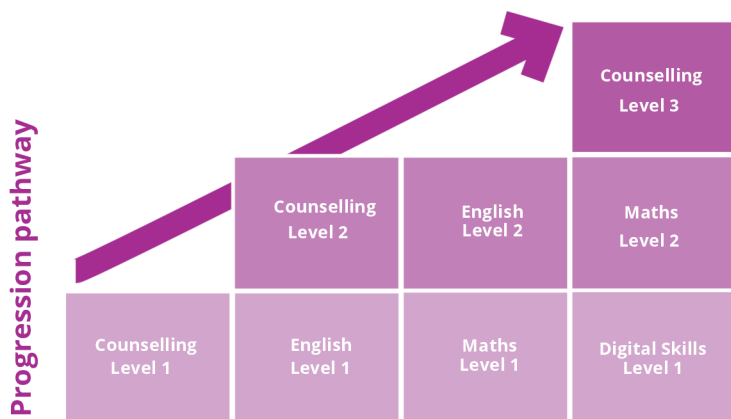 Progression pathway
Counselling
Level 3
Counselling
Level 2
English
Level 2
Maths
Level 2
Counselling
Level 1
English
Level 1
Maths
Level 1
Digital Skills
Level 1